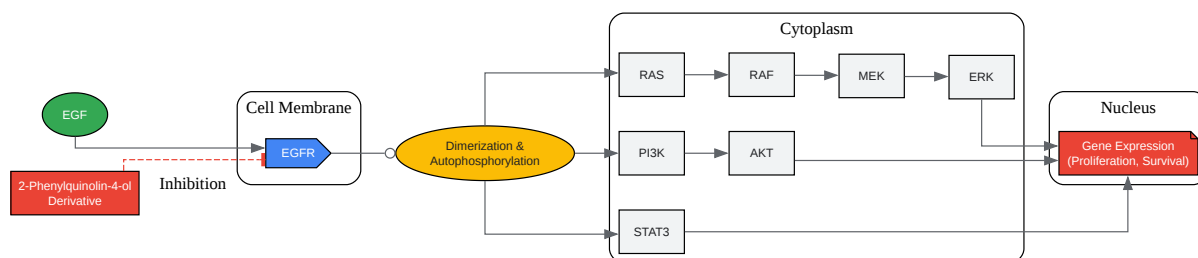 Cytoplasm
RAS
RAF
MEK
ERK
EGF
Cell Membrane
EGFR
Dimerization &
Autophosphorylation
PI3K
AKT
Nucleus
Gene Expression
(Proliferation, Survival)
2-Phenylquinolin-4-ol
Derivative
Inhibition
STAT3